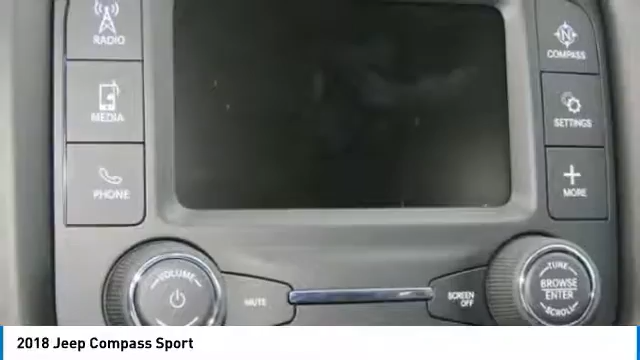 RADIO
MEDIA
PHONE
N
COMPASS
SETTINGS
MORE
VOLUME
MUTE
SCREEN
OFF
TUNE
BROWSE
ENTER
SCROLL
2018 Jeep Compass Sport